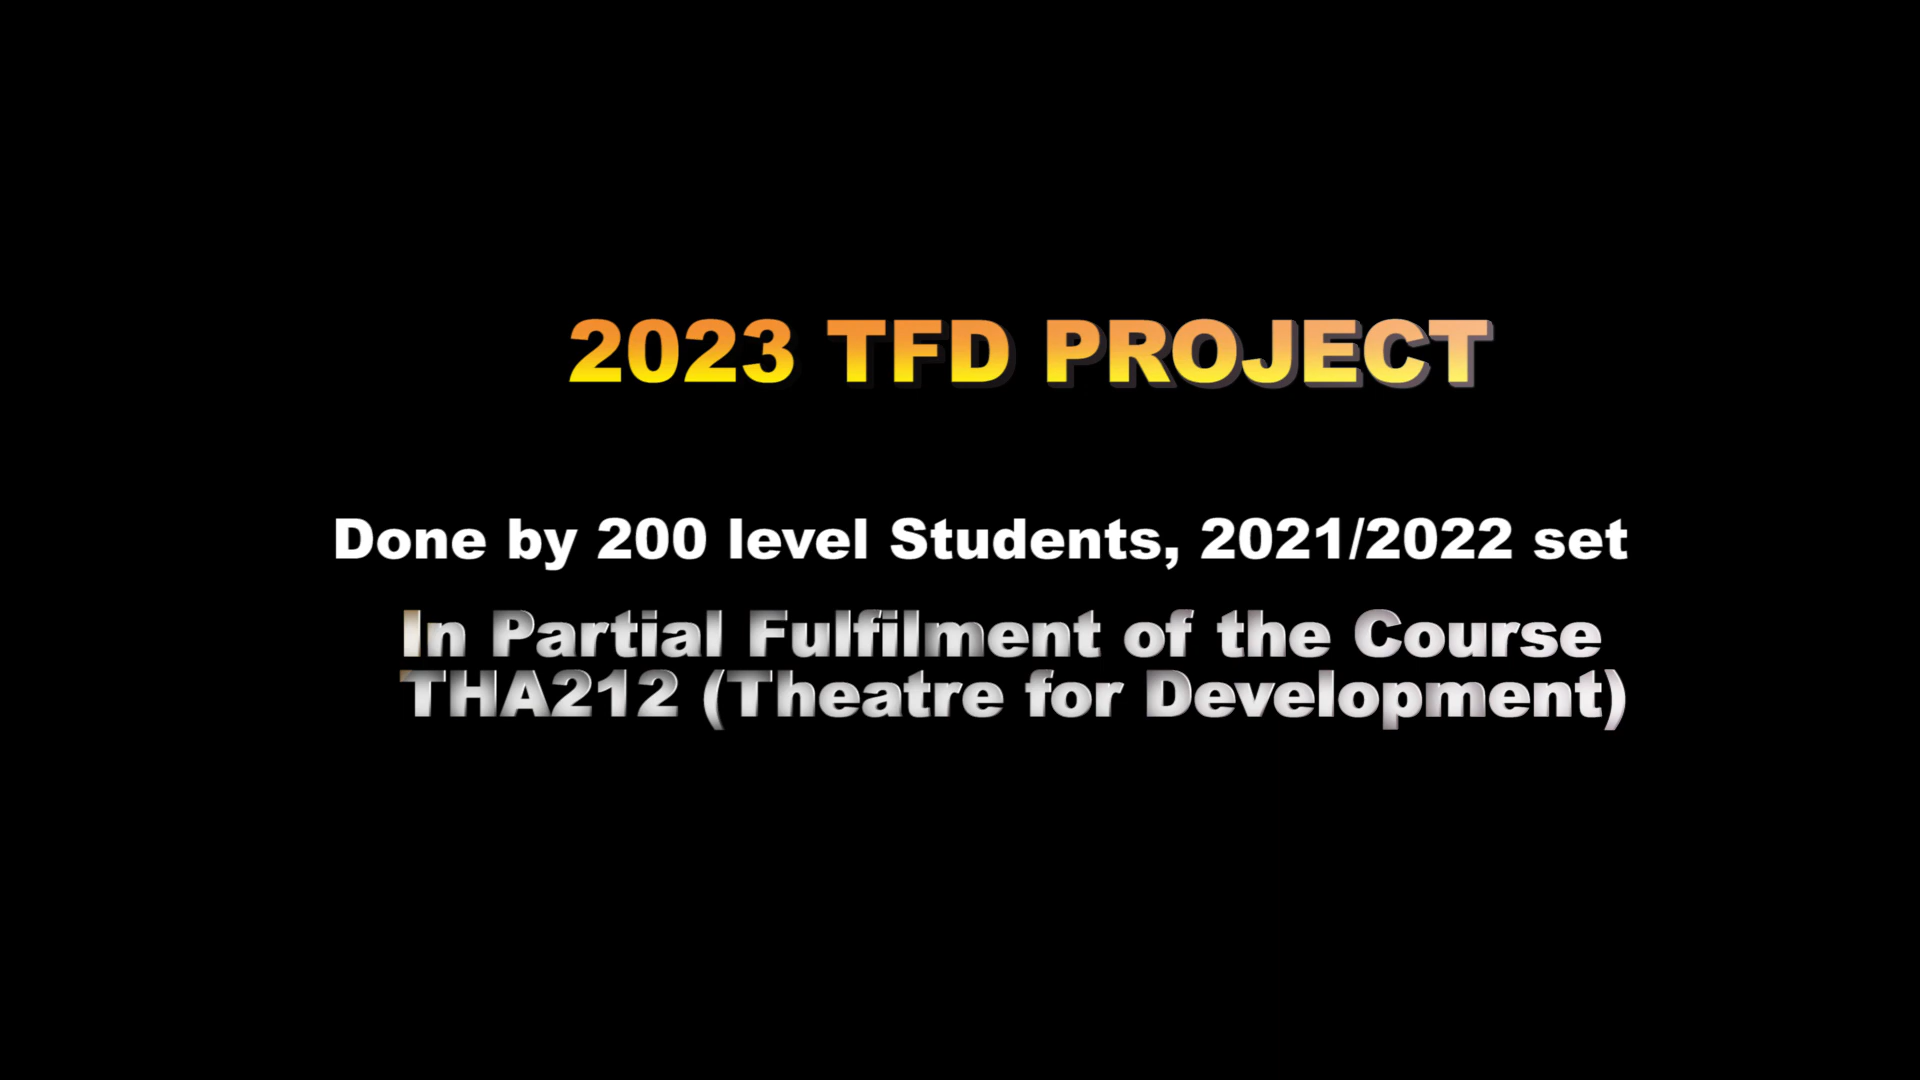 2023 TFD PROJECT
Done by 200 level Students, 2021/2022 set
In Partial Fulfilment of the Course
THA212 (Theatre for Development)